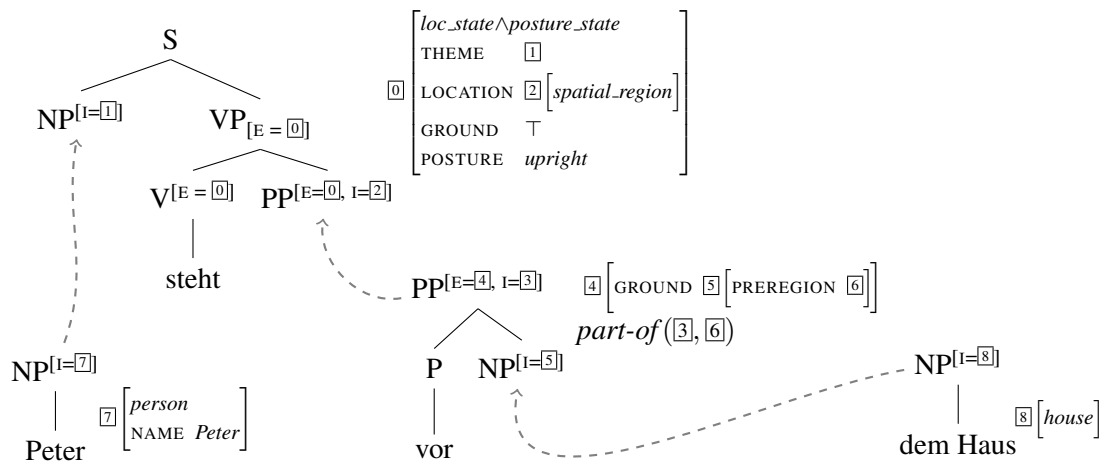 S
NP[I=1]
VP[E = 0]
V[E = 0]
PP[E=0, I=2]
steht
0
loc_state∧posture_state
THEME 1
LOCATION 2 [spatial_region]
GROUND ⊤
POSTURE upright
PP[E=4, I=3]
4 [GROUND 5 [PREREGION 6]]
part-of(3, 6)
P
NP[I=5]
vor
NP[I=7]
Peter
7
person
NAME Peter
NP[I=8]
dem Haus
8 [house]